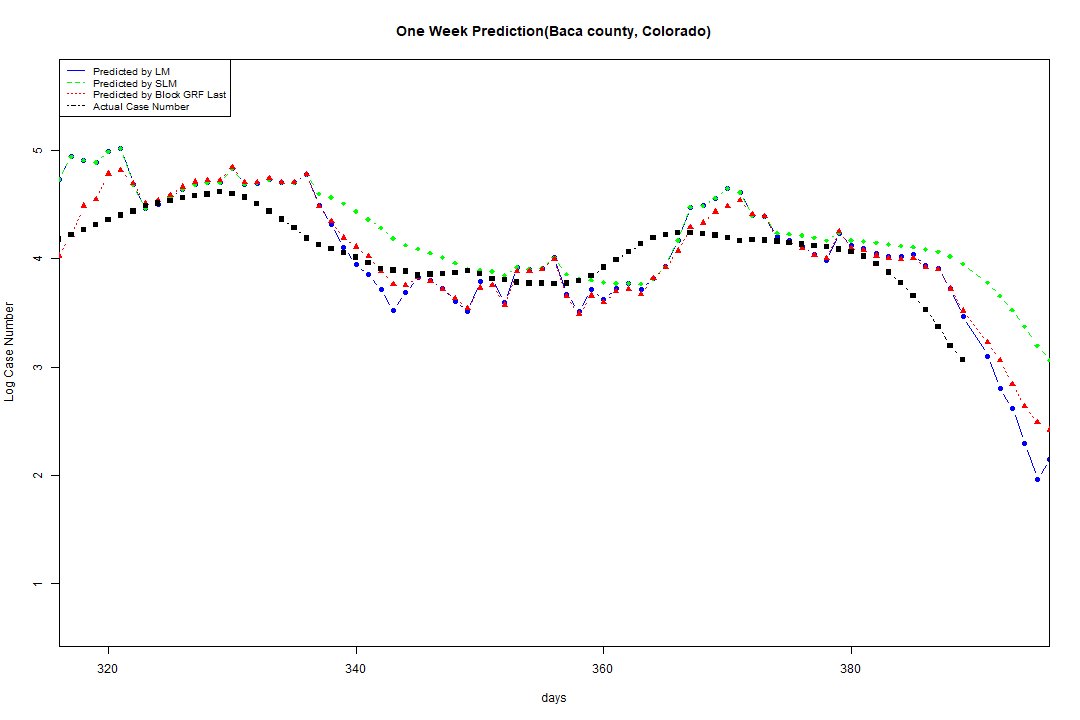 One Week Prediction(Baca county, Colorado)
Predicted by LM
Predicted by SLM
Predicted by Block GRF Last
Actual Case Number
5
4
3
2
1
Log Case Number
320
340
360
380
days